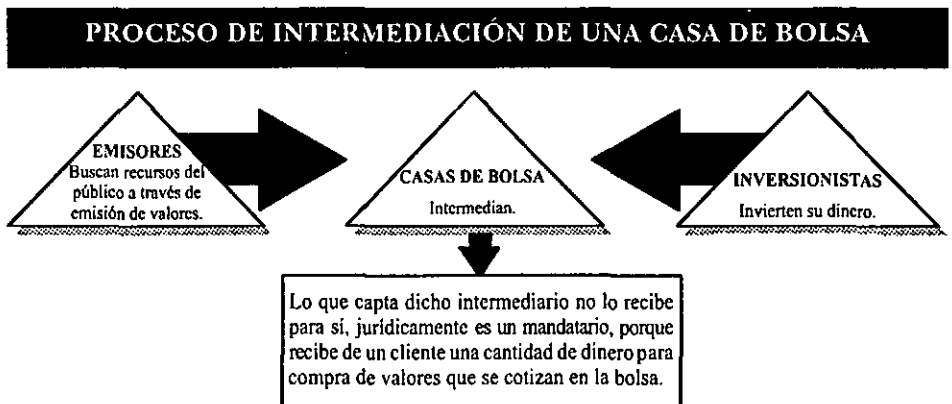 PROCESO DE INTERMEDIACIÓN DE UNA CASA DE BOLSA
EMISORES
Buscan recursos del
público a través de
emisión de valores.
CASAS DE BOLSA
Intermedian.
INVERSIONISTAS
Invierten su dinero.
Lo que capta dicho intermediario no lo recibe
para sí, jurídicamente es un mandatario, porque
recibe de un cliente una cantidad de dinero para
compra de valores que se cotizan en la bolsa.